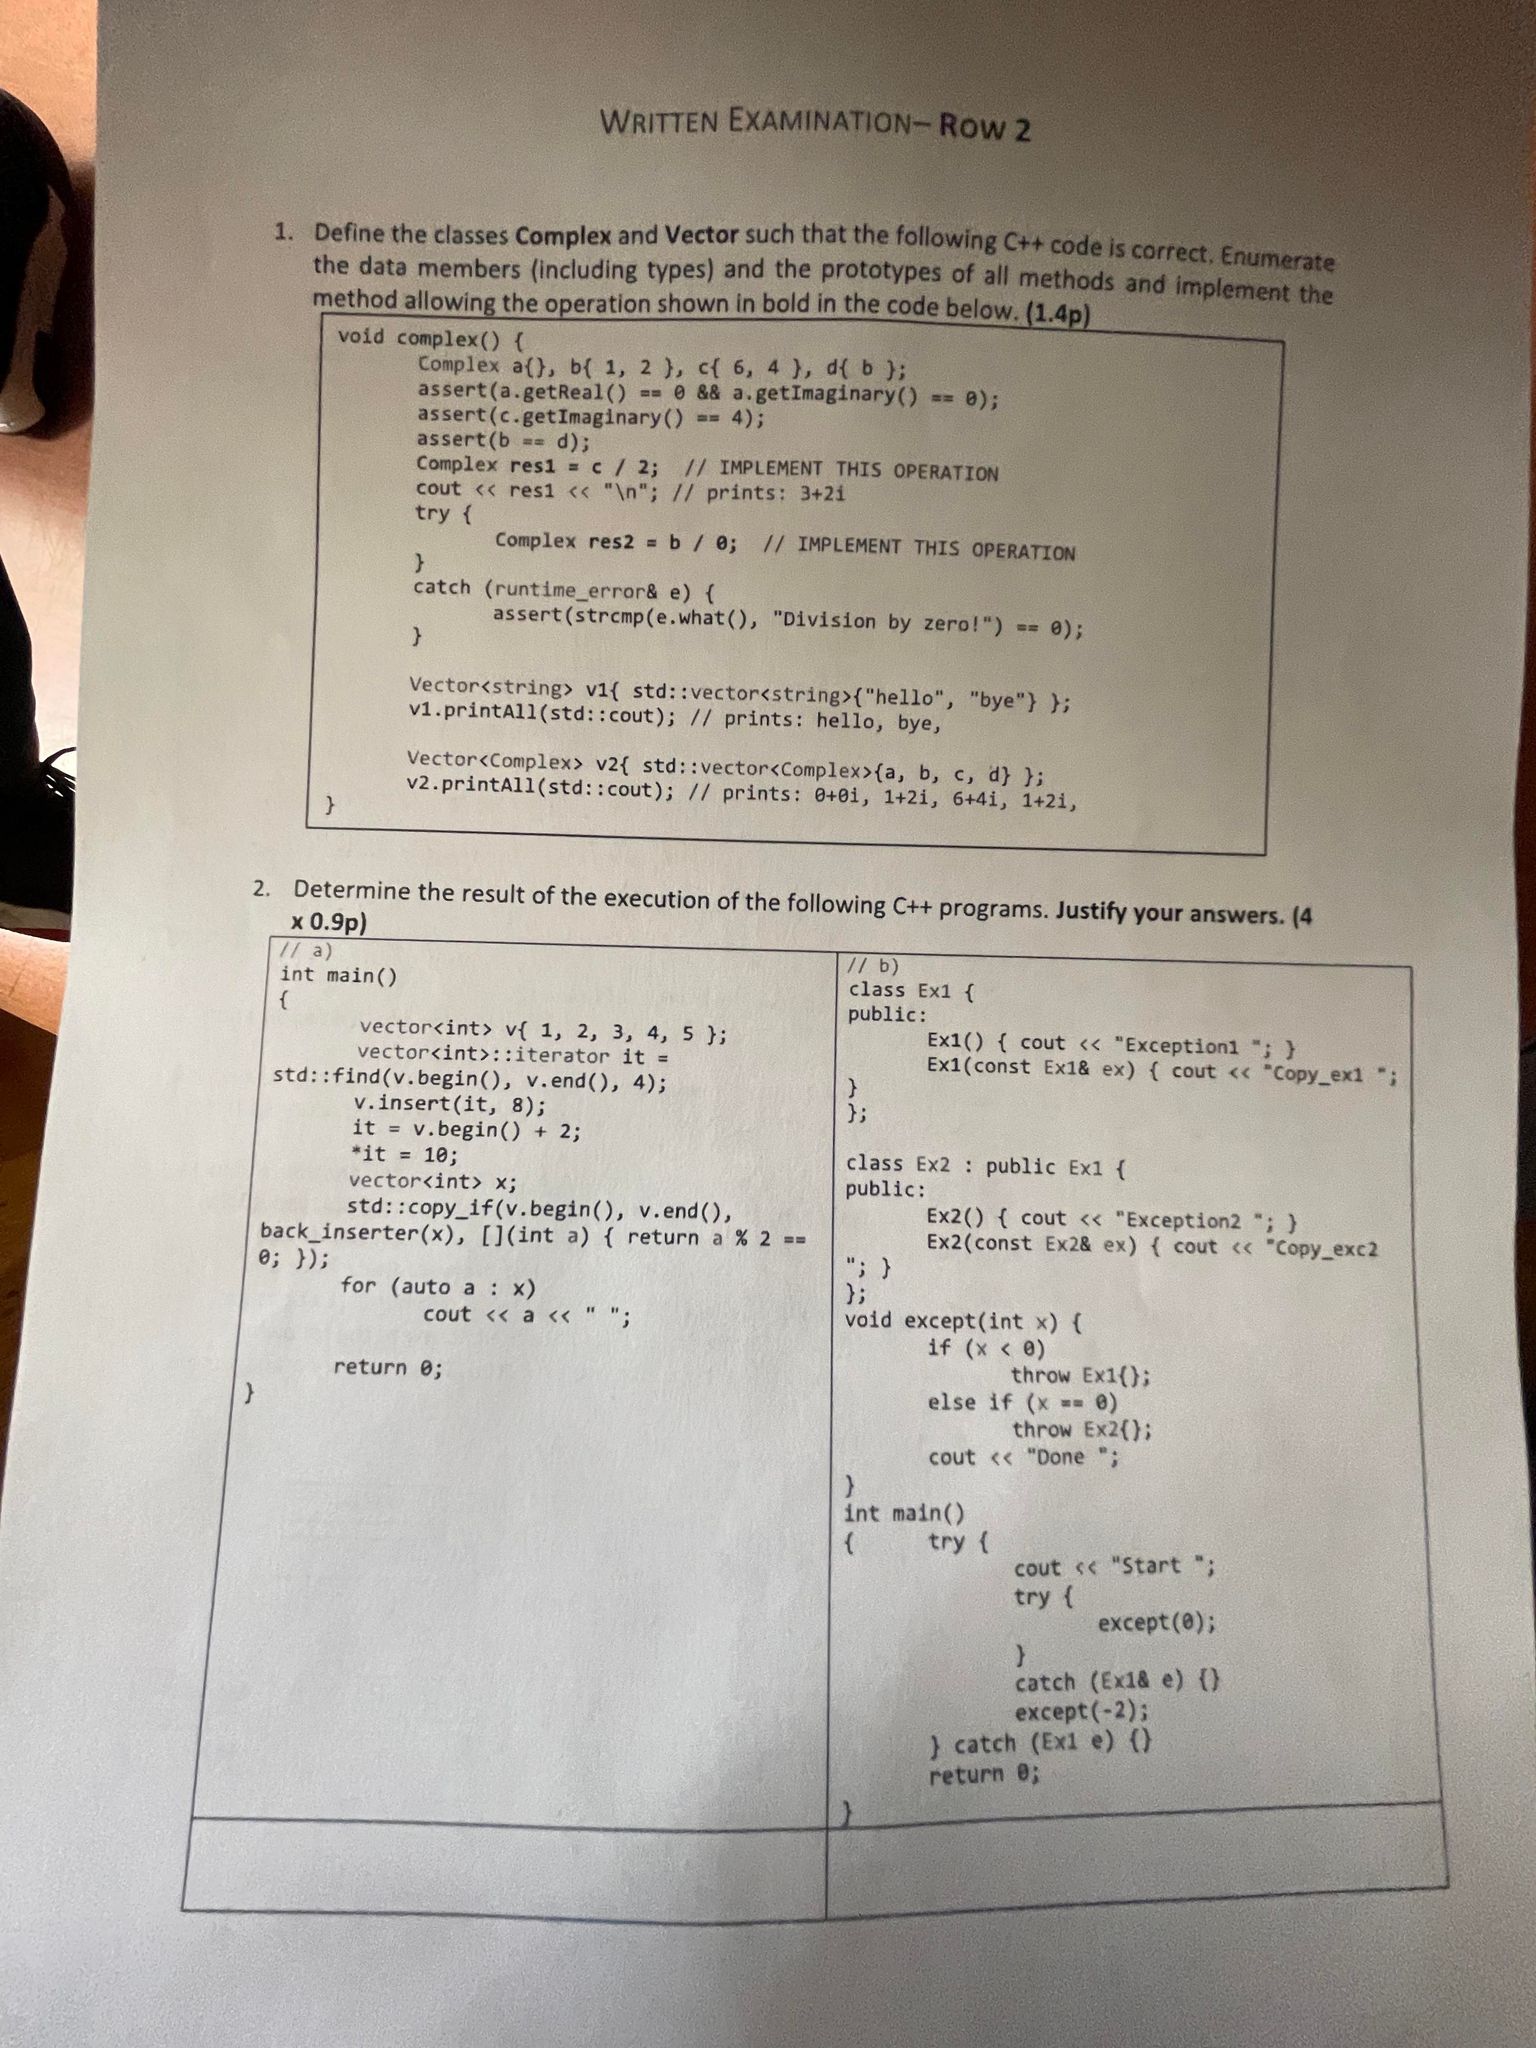 WRITTEN EXAMINATION– ROW 2
1. Define the classes Complex and Vector such that the following C++ code is correct. Enumerate
the data members (including types) and the prototypes of all methods and implement the
method allowing the operation shown in bold in the code below. (1.4p)
void complex() {
Complex a{}, b{ 1, 2 }, c{ 6, 4 }, d{ b };
assert(a.getReal() == 0 && a.getImaginary() == 0);
assert(c.getImaginary() == 4);
assert(b == d);
Complex res1 = c / 2; // IMPLEMENT THIS OPERATION
cout << res1 << "\n"; // prints: 3+2i
try {
Complex res2 = b / 0; // IMPLEMENT THIS OPERATION
}
catch (runtime_error& e) {
assert(strcmp(e.what(), "Division by zero!") == 0);
}
Vector<string> v1{ std::vector<string>{"hello", "bye"} };
v1.printAll(std::cout); // prints: hello, bye,
Vector<Complex> v2{ std::vector<Complex>{a, b, c, d} };
v2.printAll(std::cout); // prints: 0+0i, 1+2i, 6+4i, 1+2i,
}
2. Determine the result of the execution of the following C++ programs. Justify your answers. (4
x 0.9p)
// a)
int main()
{
vector<int> v{ 1, 2, 3, 4, 5 };
vector<int>::iterator it =
std::find(v.begin(), v.end(), 4);
v.insert(it, 8);
it = v.begin() + 2;
*it = 10;
vector<int> x;
std::copy_if(v.begin(), v.end(),
back_inserter(x), [](int a) { return a % 2 ==
0; });
for (auto a : x)
cout << a << " ";
return 0;
}
// b)
class Ex1 {
public:
Ex1() { cout << "Exception1 "; }
Ex1(const Ex1& ex) { cout << "Copy_ex1 ";
}
};
class Ex2 : public Ex1 {
public:
Ex2() { cout << "Exception2 "; }
Ex2(const Ex2& ex) { cout << "Copy_exc2
"; }
};
void except(int x) {
if (x < 0)
throw Ex1{};
else if (x == 0)
throw Ex2{};
cout << "Done ";
}
int main()
{ try {
cout << "Start ";
try {
except(0);
}
catch (Ex1& e) {}
except(-2);
} catch (Ex1 e) {}
return 0;
}